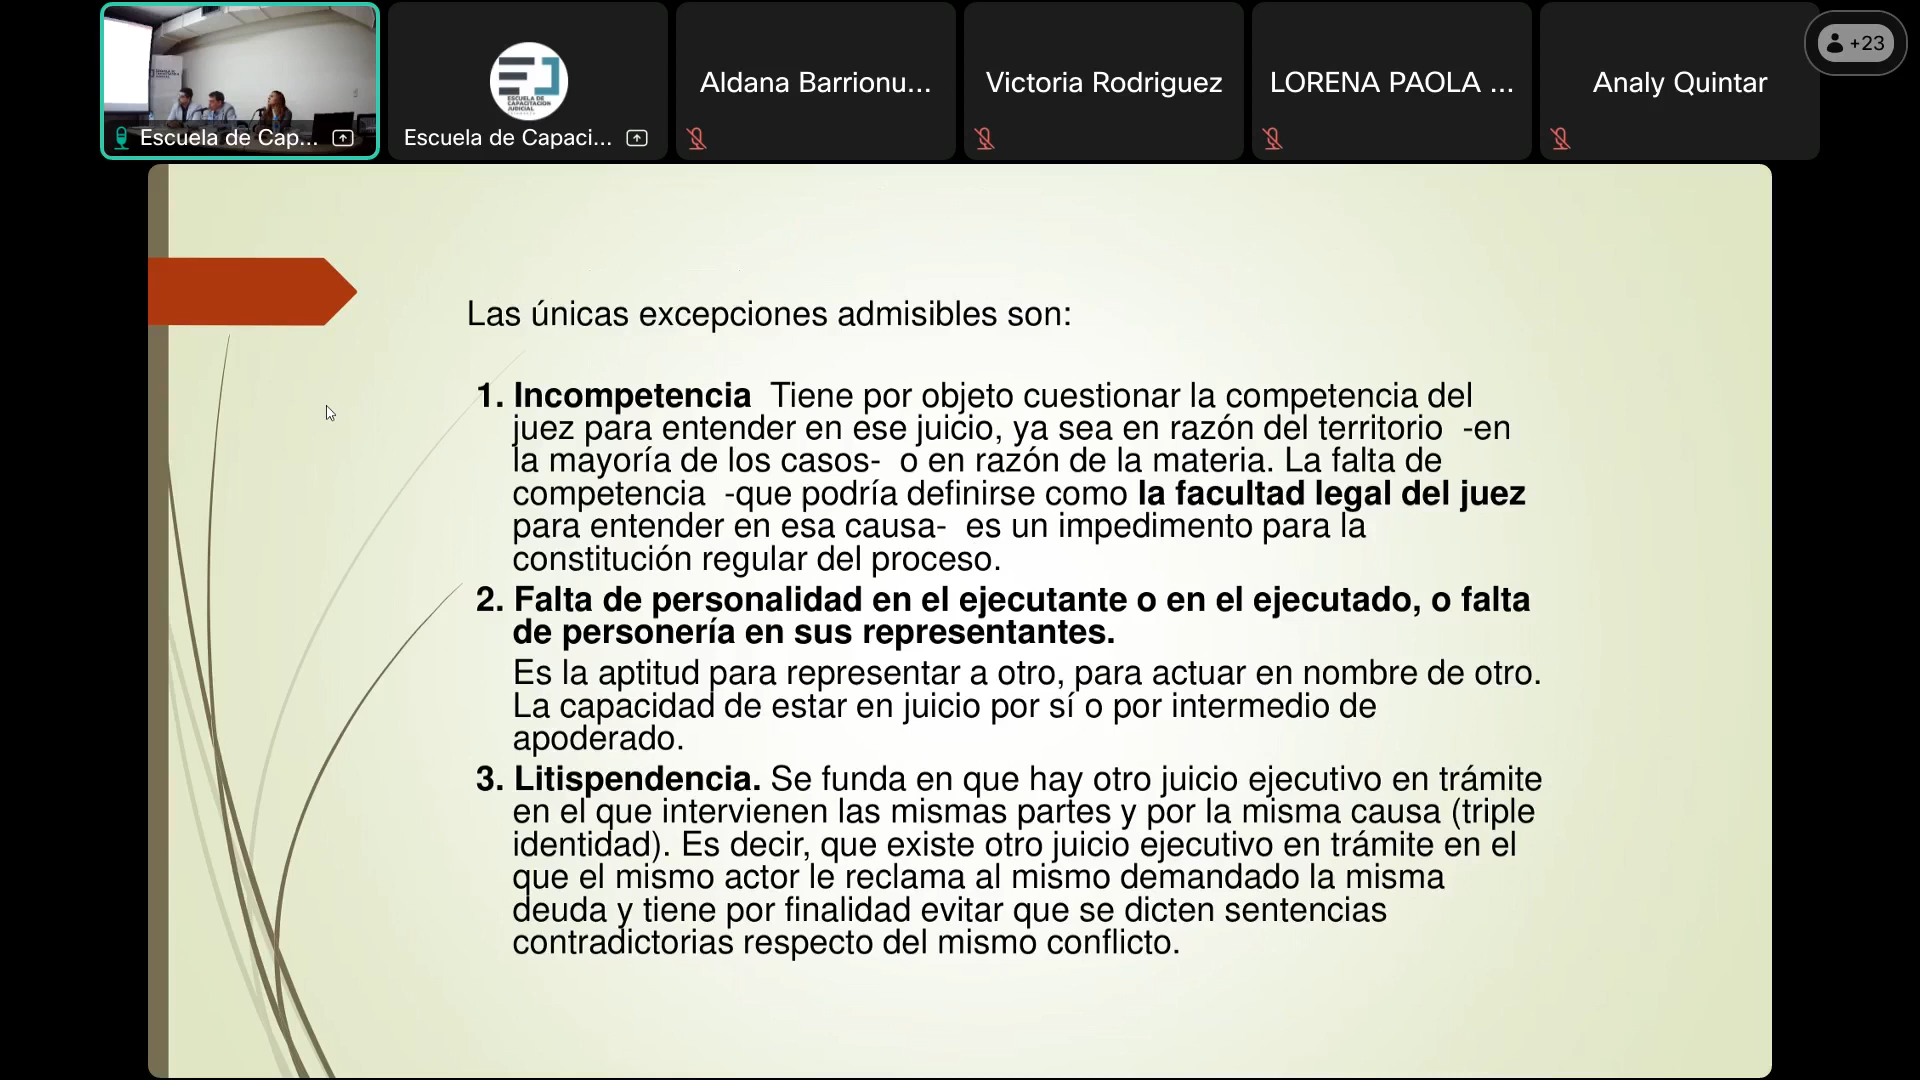 Escuela de Cap...
ESCUELA DE
CAPACITACION
JUDICIAL
Escuela de Capaci...
Aldana Barrionu...
Victoria Rodriguez
LORENA PAOLA ...
Analy Quintar
+23
Las únicas excepciones admisibles son:
1. Incompetencia Tiene por objeto cuestionar la competencia del
juez para entender en ese juicio, ya sea en razón del territorio -en
la mayoría de los casos- o en razón de la materia. La falta de
competencia -que podría definirse como la facultad legal del juez
para entender en esa causa- es un impedimento para la
constitución regular del proceso.
2. Falta de personalidad en el ejecutante o en el ejecutado, o falta
de personería en sus representantes.
Es la aptitud para representar a otro, para actuar en nombre de otro.
La capacidad de estar en juicio por sí o por intermedio de
apoderado.
3. Litispendencia. Se funda en que hay otro juicio ejecutivo en trámite
en el que intervienen las mismas partes y por la misma causa (triple
identidad). Es decir, que existe otro juicio ejecutivo en trámite en el
que el mismo actor le reclama al mismo demandado la misma
deuda y tiene por finalidad evitar que se dicten sentencias
contradictorias respecto del mismo conflicto.